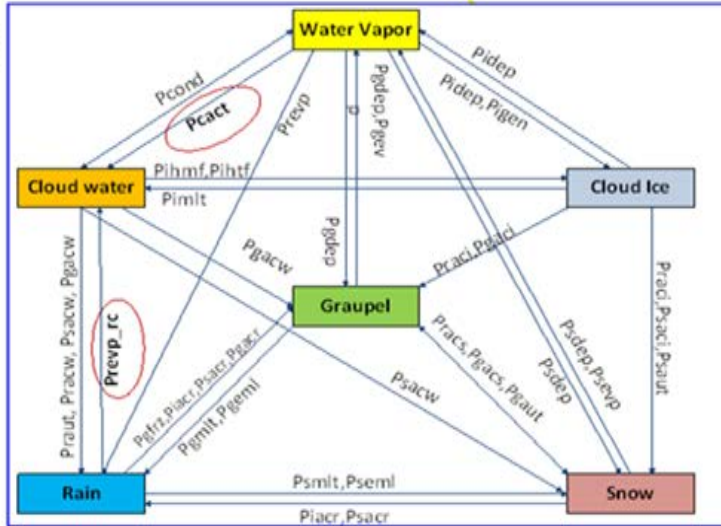 Water Vapor
Pcond
Pcact
Prevp
Pgdep,Pgev
p
Pidep
Pidep,Pigen
Cloud water
Pihmf,Pihtf
Pimlt
Cloud Ice
Pgacw
Pgdep
Praci,Pgaci
Graupel
Praut, Pracw, Psacw, Pgacw
Prevp_rc
Pgfrz,Piacr,Psacr,Pgacr
Pgmlt,Pgeml
Psacw
Pracs,Pgacs,Pgaut
Psdep
Psdep,Psevp
Praci,Psaci,Psaut
Rain
Psmlt,Pseml
Piacr,Psacr
Snow